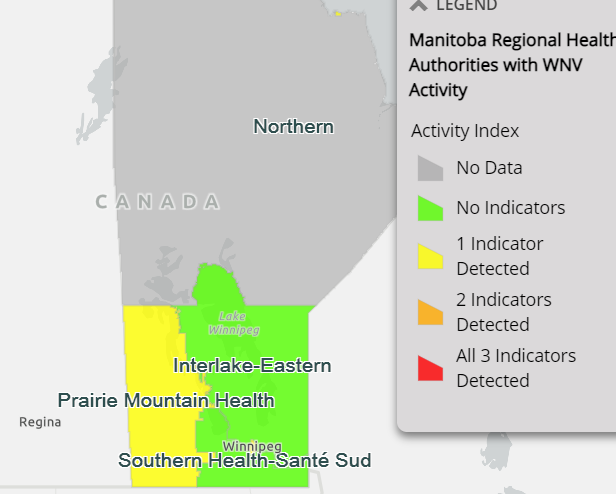 LEGEND
Manitoba Regional Health
Authorities with WNV
Activity
Activity Index
No Data
No Indicators
1 Indicator
Detected
2 Indicators
Detected
All 3 Indicators
Detected
Northern
CANADA
Lake
Winnipeg
Interlake-Eastern
Prairie Mountain Health
Regina
Winnipeg
Southern Health-Santé Sud